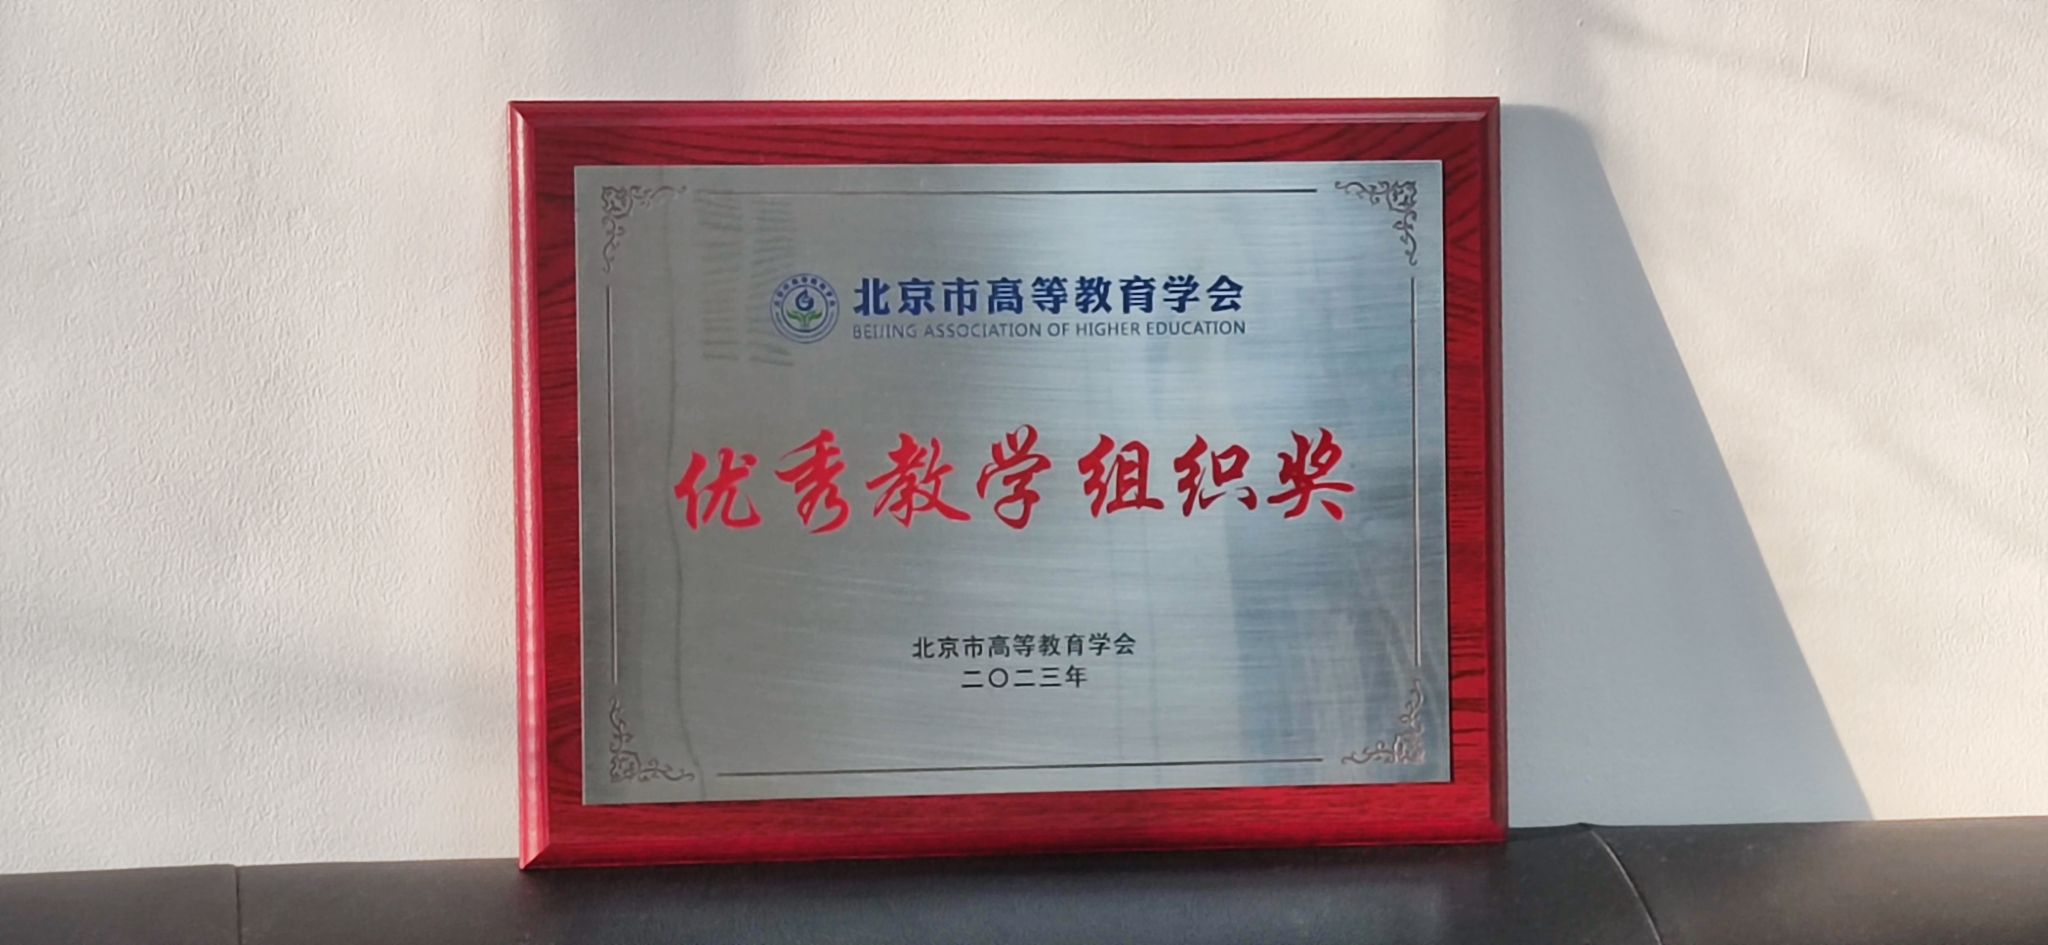 北京市高等教育学会
BEIJING ASSOCIATION OF HIGHER EDUCATION
优秀教学组织奖
北京市高等教育学会
二〇二三年